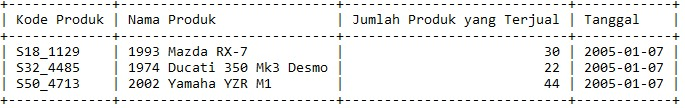 | Kode Produk | Nama Produk | Jumlah Produk yang Terjual | Tanggal |
| S18_1129 | 1993 Mazda RX-7 | 30 | 2005-01-07 |
| S32_4485 | 1974 Ducati 350 Mk3 Desmo | 22 | 2005-01-07 |
| S50_4713 | 2002 Yamaha YZR M1 | 44 | 2005-01-07 |